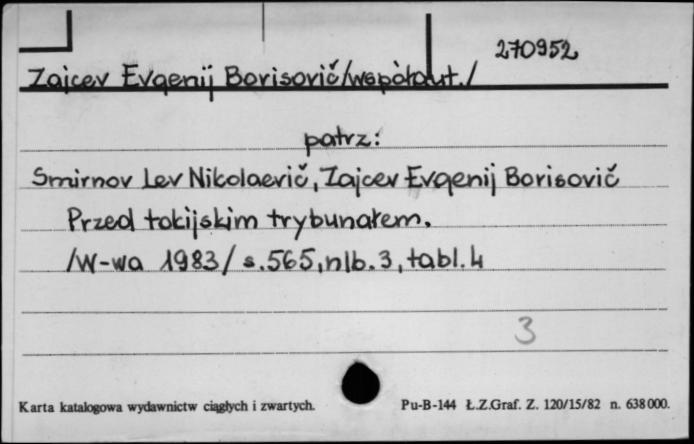 270952
Zajcev Evgenij Borisovič/współaut./
patrz:
Smirnov Lev Nikolaevič, Zajcev Evgenij Borisovič
Przed tokijskim trybunałem.
/W-wa 1983/ s.565, nlb.3, tabl.4
3
Karta katalogowa wydawnictw ciągłych i zwartych. Pu-B-144 Ł.Z.Graf. Z. 120/15/82 n. 638000.